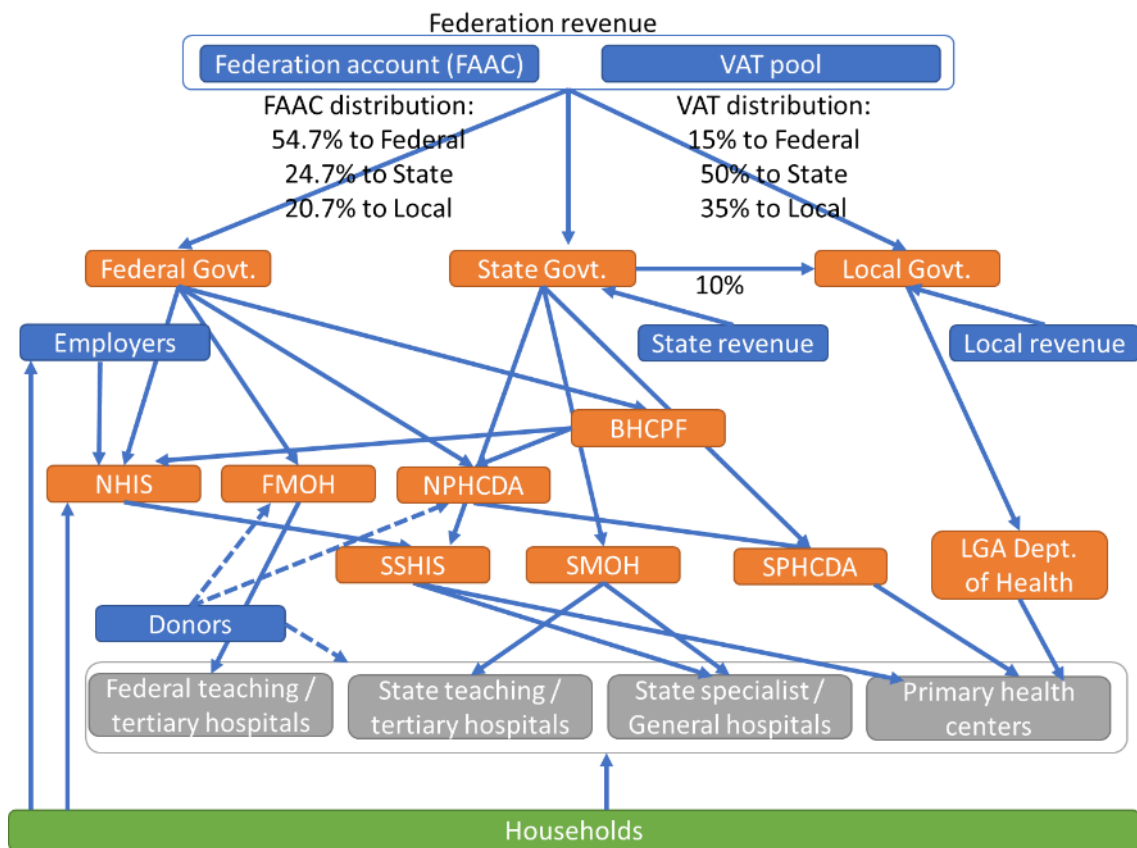 Federation revenue
Federation account (FAAC)
VAT pool
FAAC distribution:
54.7% to Federal
24.7% to State
20.7% to Local
VAT distribution:
15% to Federal
50% to State
35% to Local
Federal Govt.
State Govt.
10%
Local Govt.
Employers
State revenue
Local revenue
BHCPF
NHIS
FMOH
NPHCDA
SSHIS
SMOH
SPHCDA
LGA Dept.
of Health
Donors
Federal teaching /
tertiary hospitals
State teaching /
tertiary hospitals
State specialist /
General hospitals
Primary health
centers
Households